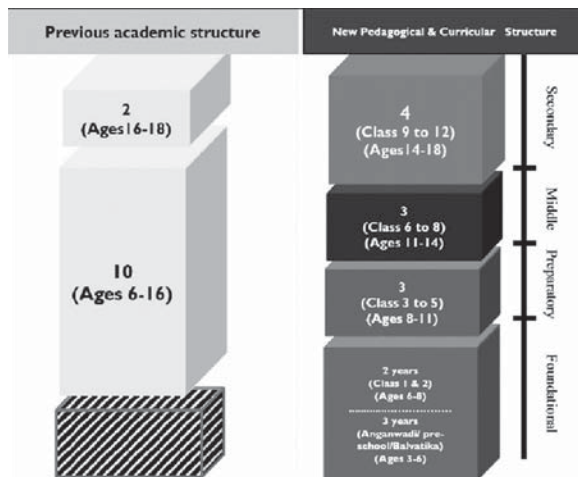 Previous academic structure
2
(Ages16-18)
10
(Ages 6-16)
New Pedagogical & Curricular Structure
4
(Class 9 to 12)
(Ages14-18)
3
(Class 6 to 8)
(Ages 11-14)
3
(Class 3 to 5)
(Ages 8-11)
2 years
(Class 1 & 2)
(Ages 6-8)
3 years
(Anganwadi/ pre-
school/Balvatika)
(Ages 3-6)
Secondary
Middle
Preparatory
Foundational